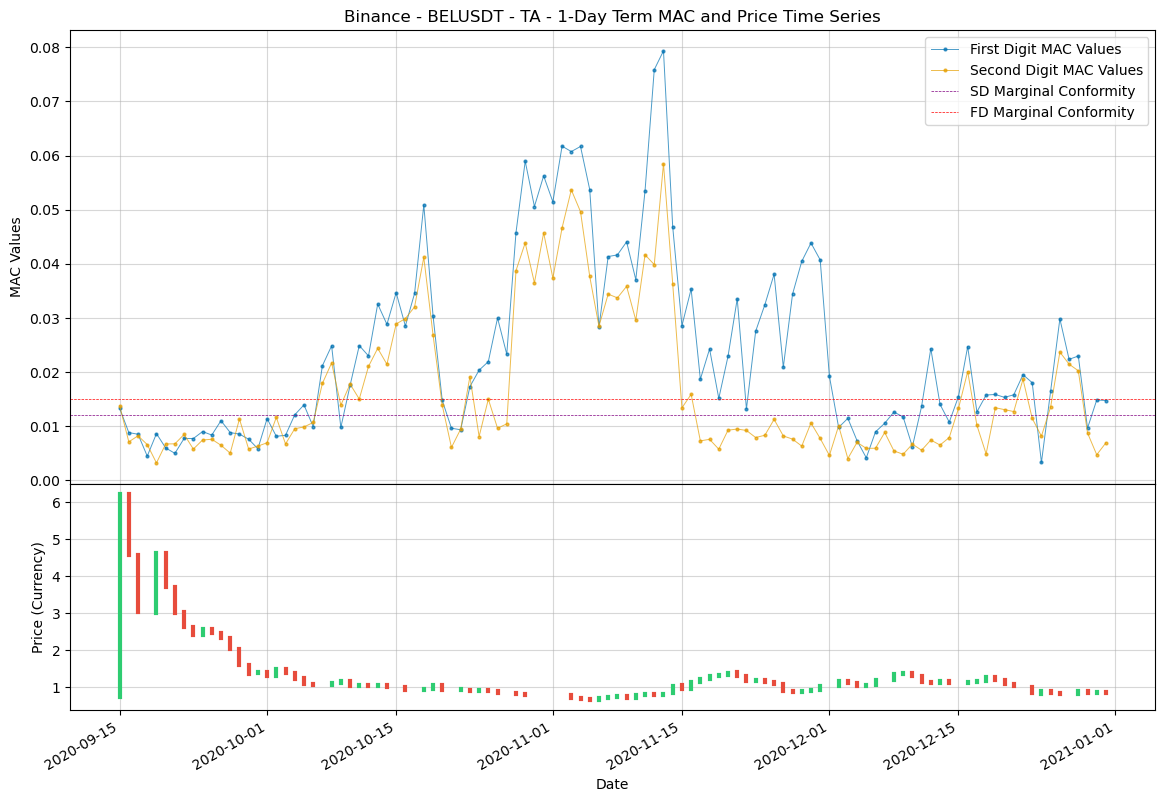 Binance - BELUSDT - TA - 1-Day Term MAC and Price Time Series
First Digit MAC Values
Second Digit MAC Values
SD Marginal Conformity
FD Marginal Conformity
MAC Values
0.08
0.07
0.06
0.05
0.04
0.03
0.02
0.01
0.00
Price (Currency)
6
5
4
3
2
1
2020-09-15
2020-10-01
2020-10-15
2020-11-01
2020-11-15
2020-12-01
2020-12-15
2021-01-01
Date